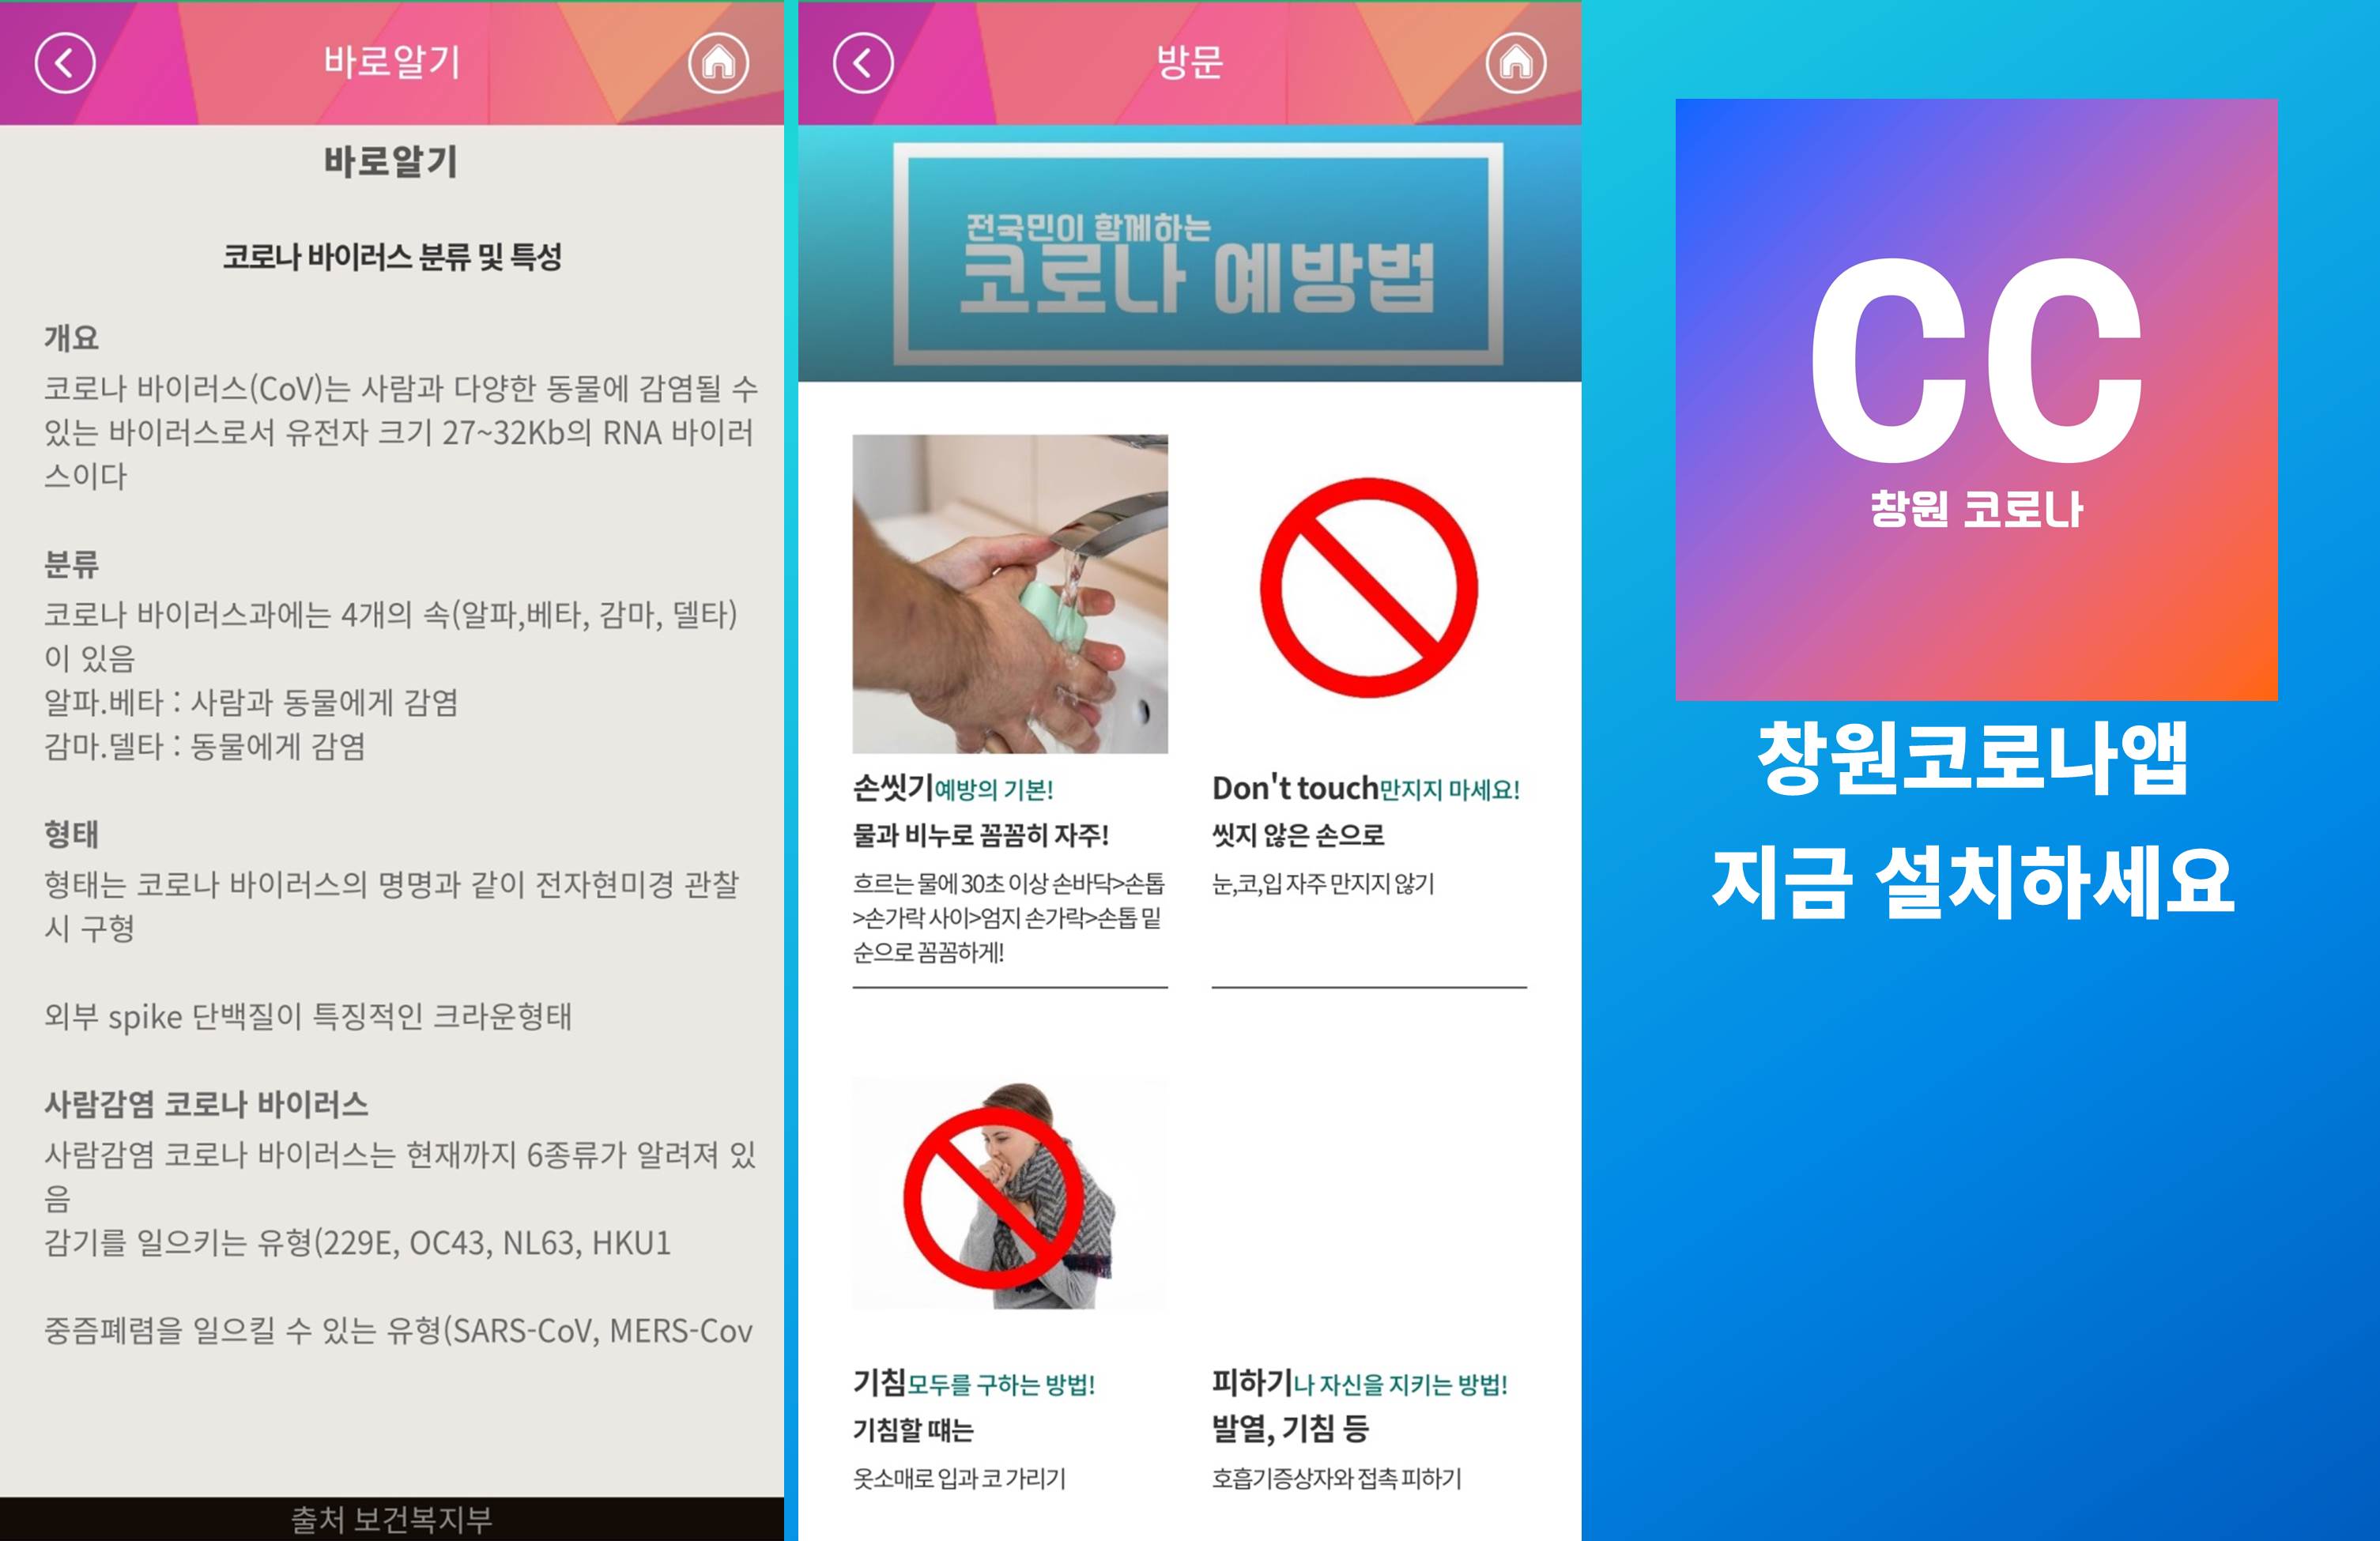 바로알기
바로알기
코로나 바이러스 분류 및 특성
개요
코로나 바이러스(CoV)는 사람과 다양한 동물에 감염될 수
있는 바이러스로서 유전자 크기 27~32Kb의 RNA 바이러
스이다
분류
코로나 바이러스과에는 4개의 속(알파,베타, 감마, 델타)
이 있음
알파.베타 : 사람과 동물에게 감염
감마.델타 : 동물에게 감염
형태
형태는 코로나 바이러스의 명명과 같이 전자현미경 관찰
시 구형
외부 spike 단백질이 특징적인 크라운형태
사람감염 코로나 바이러스
사람감염 코로나 바이러스는 현재까지 6종류가 알려져 있
음
감기를 일으키는 유형(229E, OC43, NL63, HKU1
중즘폐렴을 일으킬 수 있는 유형(SARS-CoV, MERS-Cov
출처 보건복지부
방문
전국민이 함께하는
코로나 예방법
손씻기예방의 기본!
물과 비누로 꼼꼼히 자주!
흐르는 물에 30초 이상 손바닥>손톱
>손가락 사이>엄지 손가락>손톱 밑
순으로 꼼꼼하게!
Don't touch만지지 마세요!
씻지 않은 손으로
눈,코,입 자주 만지지 않기
기침모두를 구하는 방법!
기침할 떄는
옷소매로 입과 코 가리기
피하기나 자신을 지키는 방법!
발열, 기침 등
호흡기증상자와 접촉 피하기
CC
창원 코로나
창원코로나앱
지금 설치하세요